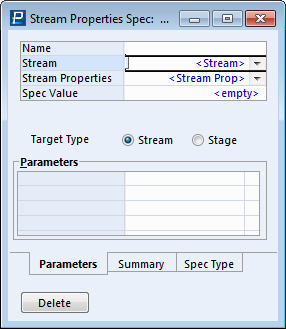 Stream Properties Spec: ...
Name
Stream <Stream>
Stream Properties <Stream Prop>
Spec Value <empty>
Target Type Stream Stage
Parameters
Parameters Summary Spec Type
Delete